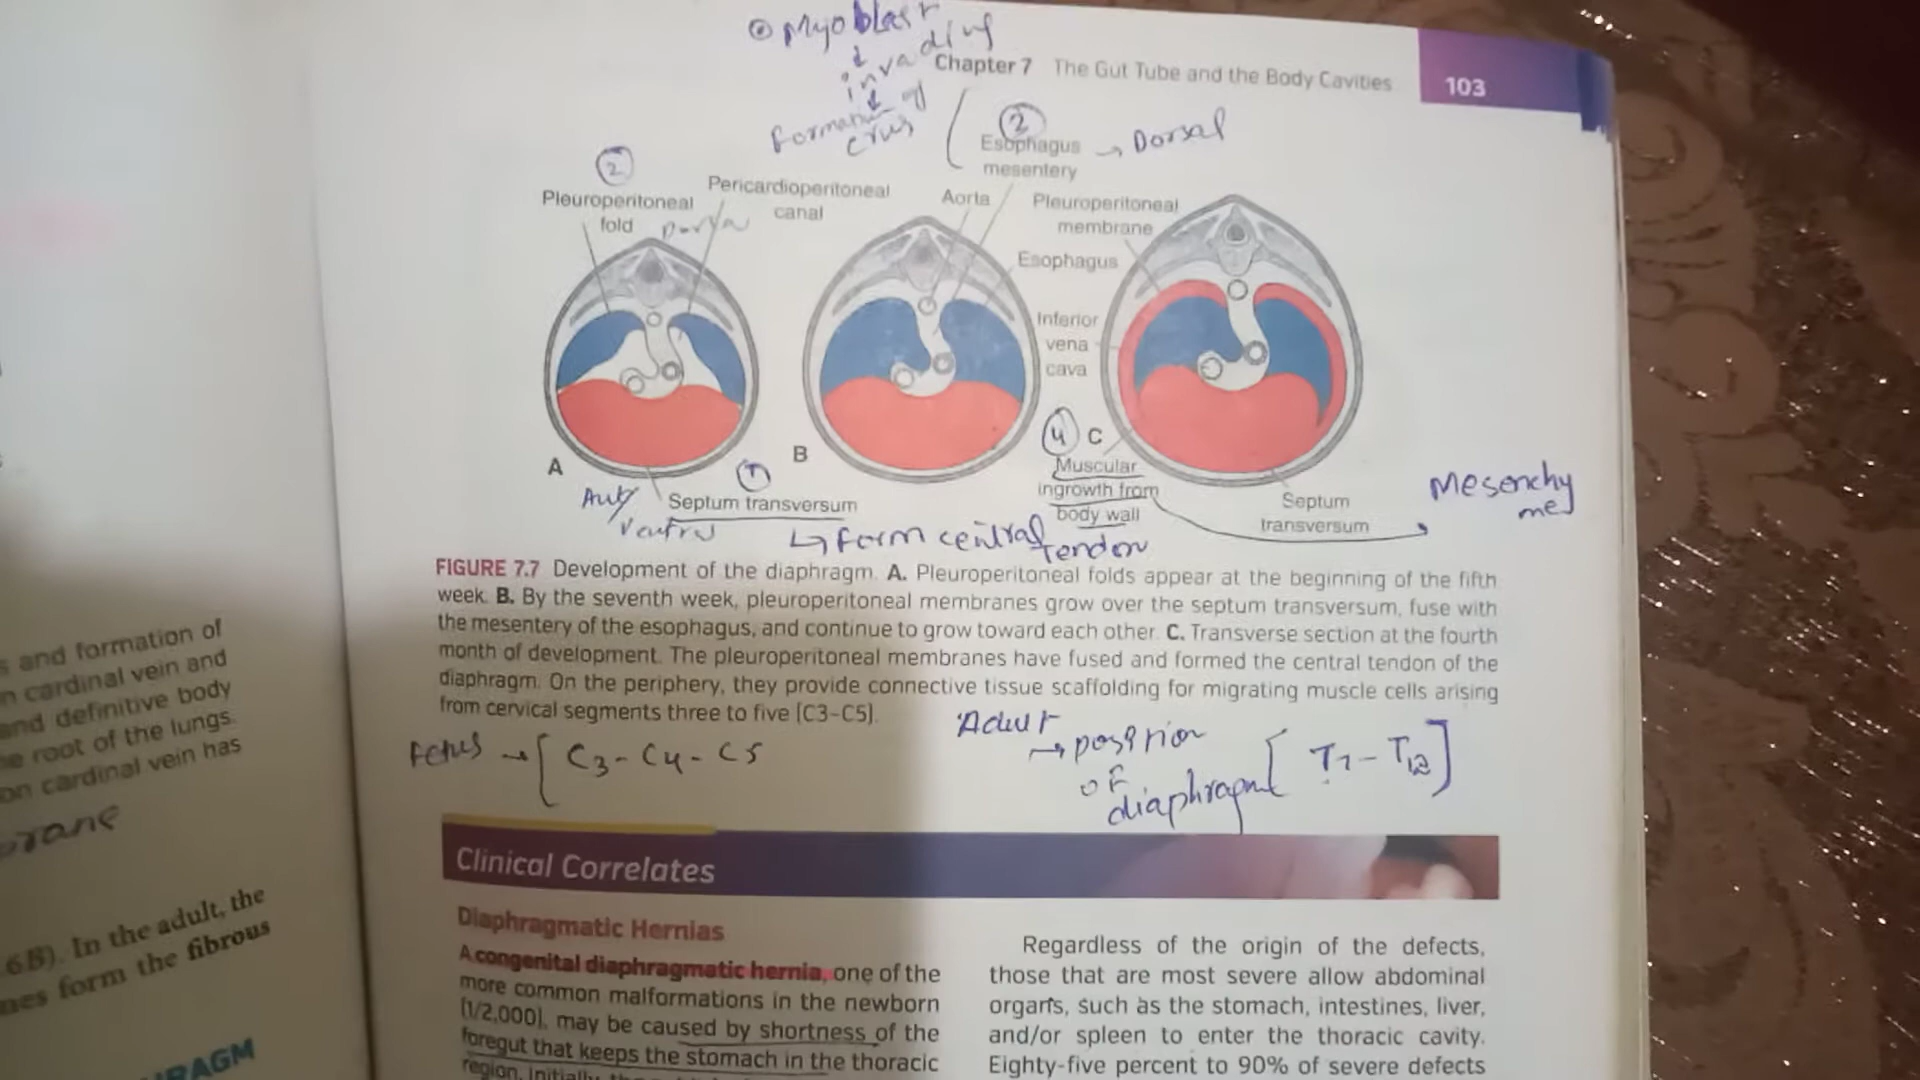 ⊙ Myoblast
↓ invading
↓
Formation of
crus
Chapter 7 The Gut Tube and the Body Cavities 103
②
Esophagus → Dorsal
mesentery
②
Pleuroperitoneal
fold
Pericardioperitoneal
canal
Aorta
Pleuroperitoneal
membrane
Esophagus
Inferior
vena
cava
A
B
④ C
Muscular
ingrowth from
body wall
Mesenchy
me
①
Septum transversum
Ventral
↳ Form central
tendon
Septum
transversum
FIGURE 7.7 Development of the diaphragm. A. Pleuroperitoneal folds appear at the beginning of the fifth
week. B. By the seventh week, pleuroperitoneal membranes grow over the septum transversum, fuse with
the mesentery of the esophagus, and continue to grow toward each other. C. Transverse section at the fourth
month of development. The pleuroperitoneal membranes have fused and formed the central tendon of the
diaphragm. On the periphery, they provide connective tissue scaffolding for migrating muscle cells arising
from cervical segments three to five (C3–C5).
Fetus → [ C3 - C4 - C5
Adult
→ position
of
diaphragm [ T7 - T12 ]
Clinical Correlates
Diaphragmatic Hernias
A congenital diaphragmatic hernia, one of the
more common malformations in the newborn
(1/2,000), may be caused by shortness of the
foregut that keeps the stomach in the thoracic
region.
Regardless of the origin of the defects,
those that are most severe allow abdominal
organs, such as the stomach, intestines, liver,
and/or spleen to enter the thoracic cavity.
Eighty-five percent to 90% of severe defects
s and formation of
n cardinal vein and
and definitive body
e root of the lungs.
on cardinal vein has
rane
6B). In the adult, the
nes form the fibrous
RAGM